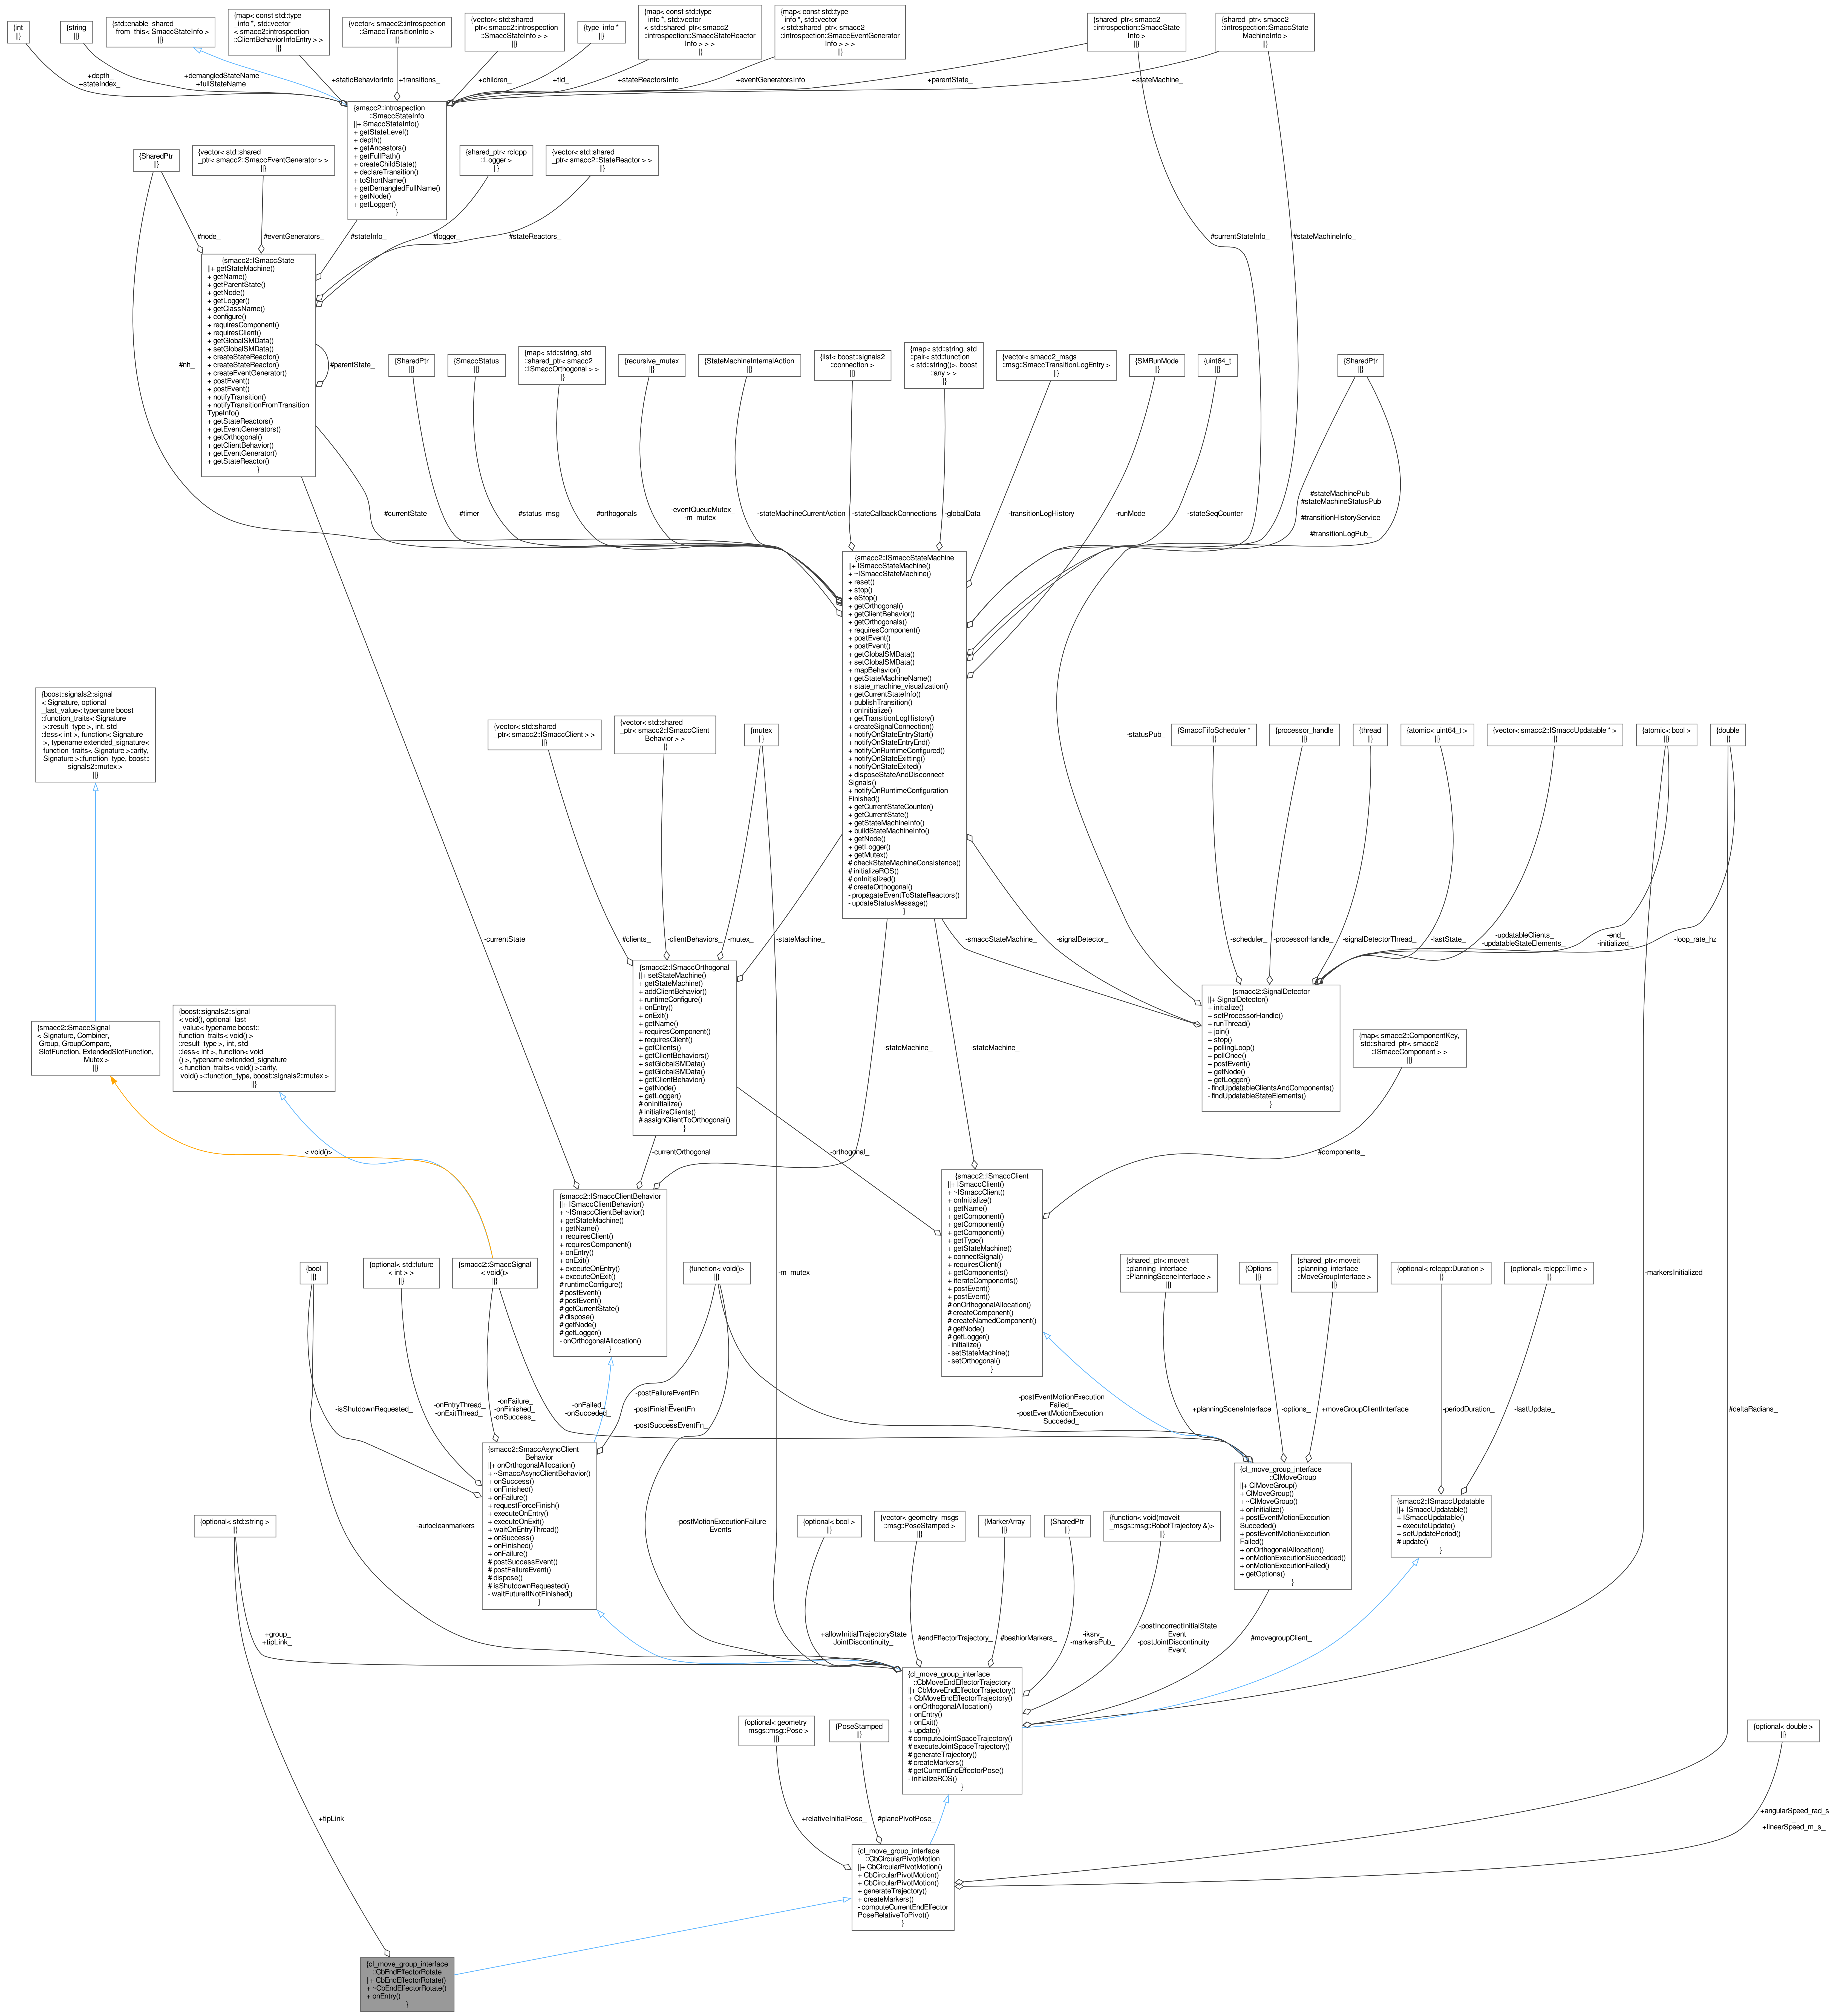 {int
||}
{string
||}
{std::enable_shared
_from_this< SmaccStateInfo >
||}
{map< const std::type
_info *, std::vector
< smacc2::introspection
::ClientBehaviorInfoEntry > >
||}
{vector< smacc2::introspection
::SmaccTransitionInfo >
||}
{vector< std::shared
_ptr< smacc2::introspection
::SmaccStateInfo > >
||}
{type_info *
||}
{map< const std::type
_info *, std::vector
< std::shared_ptr< smacc2
::introspection::SmaccStateReactor
Info > > >
||}
{map< const std::type
_info *, std::vector
< std::shared_ptr< smacc2
::introspection::SmaccEventGenerator
Info > > >
||}
{shared_ptr< smacc2
::introspection::SmaccState
Info >
||}
{shared_ptr< smacc2
::introspection::SmaccState
MachineInfo >
||}
+depth_
+stateIndex_
+demangledStateName
+fullStateName
+staticBehaviorInfo
+transitions_
+children_
+tid_
+stateReactorsInfo
+eventGeneratorsInfo
+parentState_
+stateMachine_
{smacc2::introspection
::SmaccStateInfo
||+ SmaccStateInfo()
+ getStateLevel()
+ depth()
+ getAncestors()
+ getFullPath()
+ createChildState()
+ declareTransition()
+ toShortName()
+ getDemangledFullName()
+ getNode()
+ getLogger()
}
{SharedPtr
||}
{vector< std::shared
_ptr< smacc2::SmaccEventGenerator > >
||}
{shared_ptr< rclcpp
::Logger >
||}
{vector< std::shared
_ptr< smacc2::StateReactor > >
||}
#node_
#eventGenerators_
#stateInfo_
#logger_
#stateReactors_
#currentStateInfo_
#stateMachineInfo_
{smacc2::ISmaccState
||+ getStateMachine()
+ getName()
+ getParentState()
+ getNode()
+ getLogger()
+ getClassName()
+ configure()
+ requiresComponent()
+ requiresClient()
+ getGlobalSMData()
+ setGlobalSMData()
+ createStateReactor()
+ createStateReactor()
+ createEventGenerator()
+ postEvent()
+ postEvent()
+ notifyTransition()
+ notifyTransitionFromTransition
TypeInfo()
+ getStateReactors()
+ getEventGenerators()
+ getOrthogonal()
+ getClientBehavior()
+ getEventGenerator()
+ getStateReactor()
}
#nh_
#parentState_
{SharedPtr
||}
{SmaccStatus
||}
{map< std::string, std
::shared_ptr< smacc2
::ISmaccOrthogonal > >
||}
{recursive_mutex
||}
{StateMachineInternalAction
||}
{list< boost::signals2
::connection >
||}
{map< std::string, std
::pair< std::function
< std::string()>, boost
::any > >
||}
{vector< smacc2_msgs
::msg::SmaccTransitionLogEntry >
||}
{SMRunMode
||}
{uint64_t
||}
{SharedPtr
||}
#currentState_
#timer_
#status_msg_
#orthogonals_
-eventQueueMutex_
-m_mutex_
-stateMachineCurrentAction
-stateCallbackConnections
-globalData_
-transitionLogHistory_
-runMode_
-stateSeqCounter_
#stateMachinePub_
#stateMachineStatusPub
_
#transitionHistoryService
_
#transitionLogPub_
{smacc2::ISmaccStateMachine
||+ ISmaccStateMachine()
+ ~ISmaccStateMachine()
+ reset()
+ stop()
+ eStop()
+ getOrthogonal()
+ getClientBehavior()
+ getOrthogonals()
+ requiresComponent()
+ postEvent()
+ postEvent()
+ getGlobalSMData()
+ setGlobalSMData()
+ mapBehavior()
+ getStateMachineName()
+ state_machine_visualization()
+ getCurrentStateInfo()
+ publishTransition()
+ onInitialize()
+ getTransitionLogHistory()
+ createSignalConnection()
+ notifyOnStateEntryStart()
+ notifyOnStateEntryEnd()
+ notifyOnRuntimeConfigured()
+ notifyOnStateExitting()
+ notifyOnStateExited()
+ disposeStateAndDisconnect
Signals()
+ notifyOnRuntimeConfiguration
Finished()
+ getCurrentStateCounter()
+ getCurrentState()
+ getStateMachineInfo()
+ buildStateMachineInfo()
+ getNode()
+ getLogger()
+ getMutex()
# checkStateMachineConsistence()
# initializeROS()
# onInitialized()
# createOrthogonal()
- propagateEventToStateReactors()
- updateStatusMessage()
}
{boost::signals2::signal
< Signature, optional
_last_value< typename boost
::function_traits< Signature
>::result_type >, int, std
::less< int >, function< Signature
>, typename extended_signature<
function_traits< Signature >::arity,
Signature >::function_type, boost::
signals2::mutex >
||}
{vector< std::shared
_ptr< smacc2::ISmaccClient > >
||}
{vector< std::shared
_ptr< smacc2::ISmaccClient
Behavior > >
||}
{mutex
||}
-statusPub_
{SmaccFifoScheduler *
||}
{processor_handle
||}
{thread
||}
{atomic< uint64_t >
||}
{vector< smacc2::ISmaccUpdatable * >
||}
{atomic< bool >
||}
{double
||}
-currentState
#clients_
-clientBehaviors_
-mutex_
-stateMachine_
-smaccStateMachine_
-signalDetector_
-scheduler_
-processorHandle_
-signalDetectorThread_
-lastState_
-updatableClients_
-updatableStateElements_
-end_
-initialized_
-loop_rate_hz
{smacc2::ISmaccOrthogonal
||+ setStateMachine()
+ getStateMachine()
+ addClientBehavior()
+ runtimeConfigure()
+ onEntry()
+ onExit()
+ getName()
+ requiresComponent()
+ requiresClient()
+ getClients()
+ getClientBehaviors()
+ setGlobalSMData()
+ getGlobalSMData()
+ getClientBehavior()
+ getNode()
+ getLogger()
# onInitialize()
# initializeClients()
# assignClientToOrthogonal()
}
{smacc2::SignalDetector
||+ SignalDetector()
+ initialize()
+ setProcessorHandle()
+ runThread()
+ join()
+ stop()
+ pollingLoop()
+ pollOnce()
+ postEvent()
+ getNode()
+ getLogger()
- findUpdatableClientsAndComponents()
- findUpdatableStateElements()
}
{smacc2::SmaccSignal
< Signature, Combiner,
Group, GroupCompare,
SlotFunction, ExtendedSlotFunction,
Mutex >
||}
{boost::signals2::signal
< void(), optional_last
_value< typename boost::
function_traits< void() >
::result_type >, int, std
::less< int >, function< void
() >, typename extended_signature
< function_traits< void() >::arity,
void() >::function_type, boost::signals2::mutex >
||}
-stateMachine_
-stateMachine_
{map< smacc2::ComponentKey,
std::shared_ptr< smacc2
::ISmaccComponent > >
||}
< void()>
-currentOrthogonal
-orthogonal_
#components_
{smacc2::ISmaccClientBehavior
||+ ISmaccClientBehavior()
+ ~ISmaccClientBehavior()
+ getStateMachine()
+ getName()
+ requiresClient()
+ requiresComponent()
+ onEntry()
+ onExit()
+ executeOnEntry()
+ executeOnExit()
# runtimeConfigure()
# postEvent()
# postEvent()
# getCurrentState()
# dispose()
# getNode()
# getLogger()
- onOrthogonalAllocation()
}
{smacc2::ISmaccClient
||+ ISmaccClient()
+ ~ISmaccClient()
+ onInitialize()
+ getName()
+ getComponent()
+ getComponent()
+ getComponent()
+ getType()
+ getStateMachine()
+ connectSignal()
+ requiresClient()
+ getComponents()
+ iterateComponents()
+ postEvent()
+ postEvent()
# onOrthogonalAllocation()
# createComponent()
# createNamedComponent()
# getNode()
# getLogger()
- initialize()
- setStateMachine()
- setOrthogonal()
}
{bool
||}
{optional< std::future
< int > >
||}
{smacc2::SmaccSignal
< void()>
||}
{function< void()>
||}
-m_mutex_
{shared_ptr< moveit
::planning_interface
::PlanningSceneInterface >
||}
{Options
||}
{shared_ptr< moveit
::planning_interface
::MoveGroupInterface >
||}
{optional< rclcpp::Duration >
||}
{optional< rclcpp::Time >
||}
-markersInitialized_
-isShutdownRequested_
-onEntryThread_
-onExitThread_
-onFailure_
-onFinished_
-onSuccess_
-onFailed_
-onSucceded_
-postFailureEventFn
_
-postFinishEventFn
_
-postSuccessEventFn_
-postEventMotionExecution
Failed_
-postEventMotionExecution
Succeded_
+planningSceneInterface
-options_
+moveGroupClientInterface
-periodDuration_
-lastUpdate_
#deltaRadians_
{smacc2::SmaccAsyncClient
Behavior
||+ onOrthogonalAllocation()
+ ~SmaccAsyncClientBehavior()
+ onSuccess()
+ onFinished()
+ onFailure()
+ requestForceFinish()
+ executeOnEntry()
+ executeOnExit()
+ waitOnEntryThread()
+ onSuccess()
+ onFinished()
+ onFailure()
# postSuccessEvent()
# postFailureEvent()
# dispose()
# isShutdownRequested()
- waitFutureIfNotFinished()
}
{cl_move_group_interface
::ClMoveGroup
||+ ClMoveGroup()
+ ClMoveGroup()
+ ~ClMoveGroup()
+ onInitialize()
+ postEventMotionExecution
Succeded()
+ postEventMotionExecution
Failed()
+ onOrthogonalAllocation()
+ onMotionExecutionSuccedded()
+ onMotionExecutionFailed()
+ getOptions()
}
{smacc2::ISmaccUpdatable
||+ ISmaccUpdatable()
+ ISmaccUpdatable()
+ executeUpdate()
+ setUpdatePeriod()
# update()
}
{optional< std::string >
||}
-autocleanmarkers
-postMotionExecutionFailure
Events
{optional< bool >
||}
{vector< geometry_msgs
::msg::PoseStamped >
||}
{MarkerArray
||}
{SharedPtr
||}
{function< void(moveit
_msgs::msg::RobotTrajectory &)>
||}
+group_
+tipLink_
+allowInitialTrajectoryState
JointDiscontinuity_
#endEffectorTrajectory_
#beahiorMarkers_
-iksrv_
-markersPub_
-postIncorrectInitialState
Event
-postJointDiscontinuity
Event
#movegroupClient_
{cl_move_group_interface
::CbMoveEndEffectorTrajectory
||+ CbMoveEndEffectorTrajectory()
+ CbMoveEndEffectorTrajectory()
+ onOrthogonalAllocation()
+ onEntry()
+ onExit()
+ update()
# computeJointSpaceTrajectory()
# executeJointSpaceTrajectory()
# generateTrajectory()
# createMarkers()
# getCurrentEndEffectorPose()
- initializeROS()
}
{optional< geometry
_msgs::msg::Pose >
||}
{PoseStamped
||}
{optional< double >
||}
+tipLink
+relativeInitialPose_
#planePivotPose_
+angularSpeed_rad_s
_
+linearSpeed_m_s_
{cl_move_group_interface
::CbCircularPivotMotion
||+ CbCircularPivotMotion()
+ CbCircularPivotMotion()
+ CbCircularPivotMotion()
+ generateTrajectory()
+ createMarkers()
- computeCurrentEndEffector
PoseRelativeToPivot()
}
{cl_move_group_interface
::CbEndEffectorRotate
||+ CbEndEffectorRotate()
+ ~CbEndEffectorRotate()
+ onEntry()
}